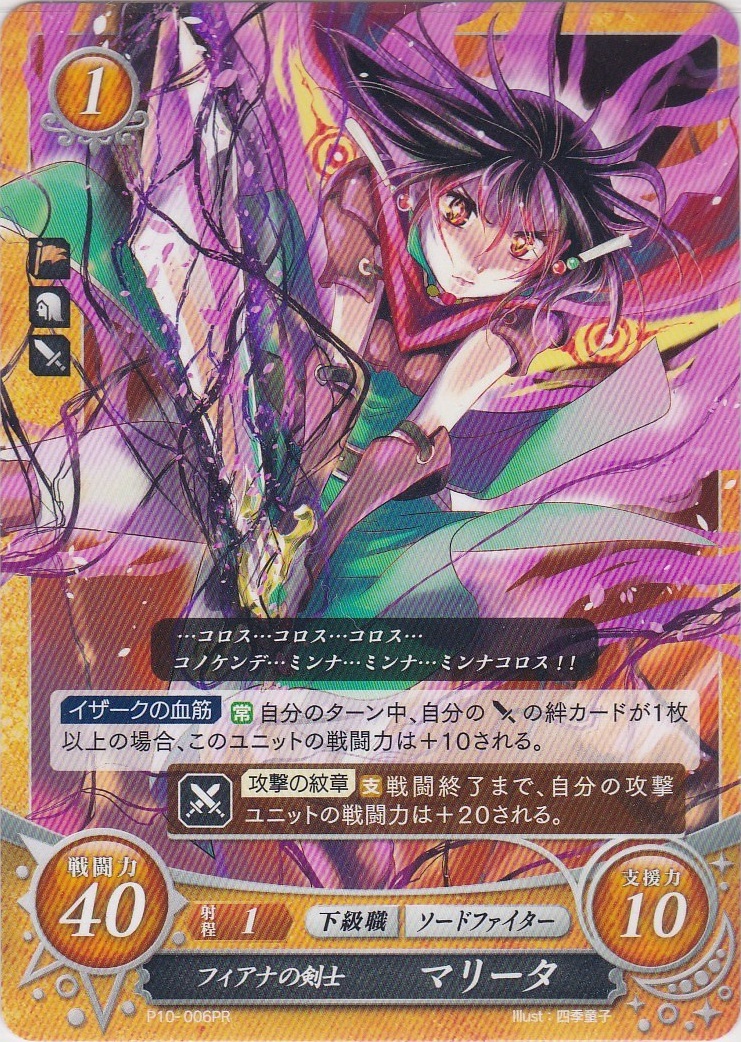 1
…コロス…コロス…コロス…
コノケンデ…ミンナ…ミンナ…ミンナコロス!!
イザークの血筋 常 自分のターン中、自分の の絆カードが1枚
以上の場合、このユニットの戦闘力は+10される。
攻撃の紋章 支 戦闘終了まで、自分の攻撃
ユニットの戦闘力は+20される。
戦闘力
40
射程 1 下級職 ソードファイター
支援力
10
フィアナの剣士 マリータ
P10-006PR Illust:四季童子